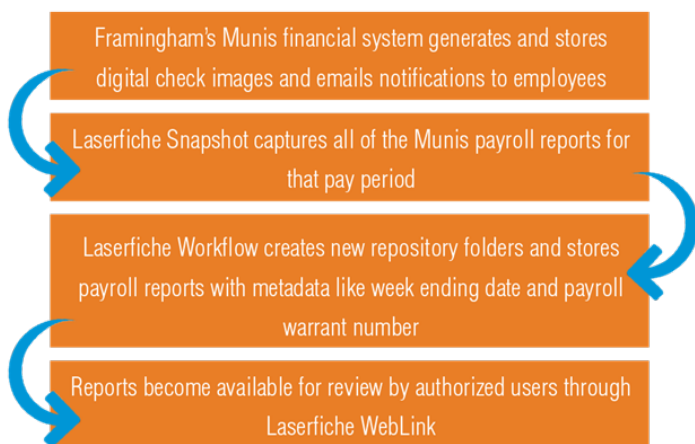 Framingham's Munis financial system generates and stores
digital check images and emails notifications to employees
Laserfiche Snapshot captures all of the Munis payroll reports for
that pay period
Laserfiche Workflow creates new repository folders and stores
payroll reports with metadata like week ending date and payroll
warrant number
Reports become available for review by authorized users through
Laserfiche WebLink